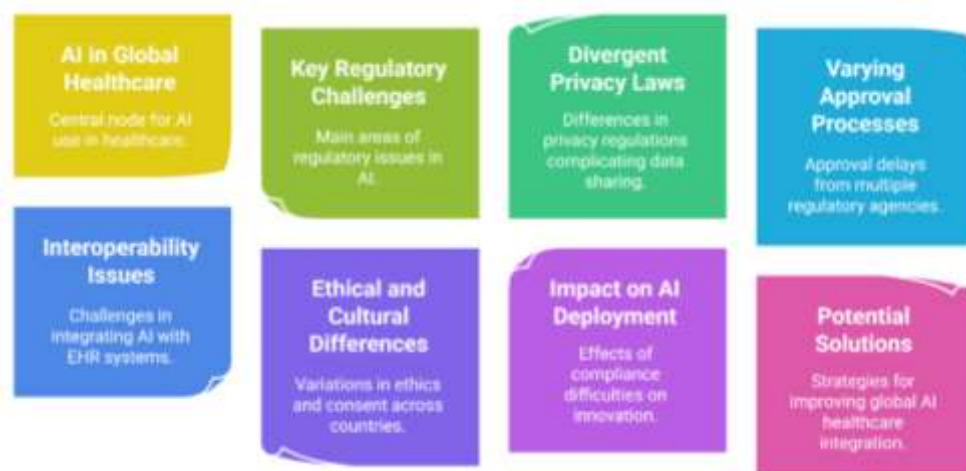 AI in Global
Healthcare
Central node for AI
use in healthcare.
Key Regulatory
Challenges
Main areas of
regulatory issues in
AI.
Divergent
Privacy Laws
Differences in
privacy regulations
complicating data
sharing.
Varying
Approval
Processes
Approval delays
from multiple
regulatory agencies.
Interoperability
Issues
Challenges in
integrating AI with
EHR systems.
Ethical and
Cultural
Differences
Variations in ethics
and consent across
countries.
Impact on AI
Deployment
Effects of
compliance
difficulties on
innovation.
Potential
Solutions
Strategies for
improving global AI
healthcare
integration.